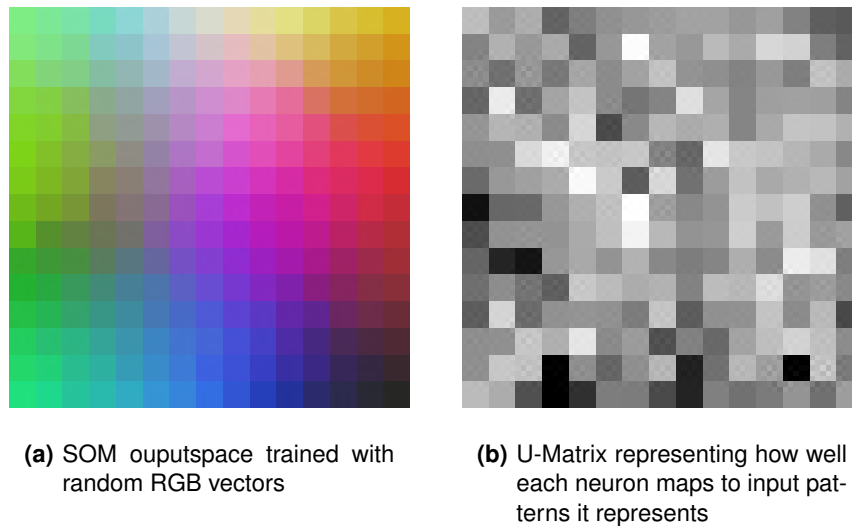 (a) SOM ouputspace trained with
random RGB vectors
(b) U-Matrix representing how well
each neuron maps to input pat-
terns it represents